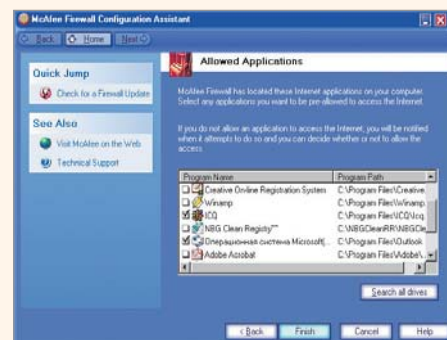 McAfee Firewall Configuration Assistant
Back Home Next
Quick Jump
Check for a Firewall Update
See Also
Visit McAfee on the Web
Technical Support
Allowed Applications
McAfee Firewall has located these Internet applications on your computer.
Select any applications you want to be pre-allowed to access the Internet.
If you do not allow an application to access the Internet, you will be notified
when it attempts to do so and you can decide whether or not to allow the
access.
Program Name Program Path
Creative On-line Registration System C:\Program Files\Creative
Winamp C:\Program Files\Winamp
ICQ C:\Program Files\ICQ\Icq
NBG Clean Registry C:\NBGCleanRR\NBGCle
Операционная система Microsoft(... C:\Program Files\Outlook
Adobe Acrobat C:\Program Files\Adobe\...
Search all drives
< Back Finish Cancel Help